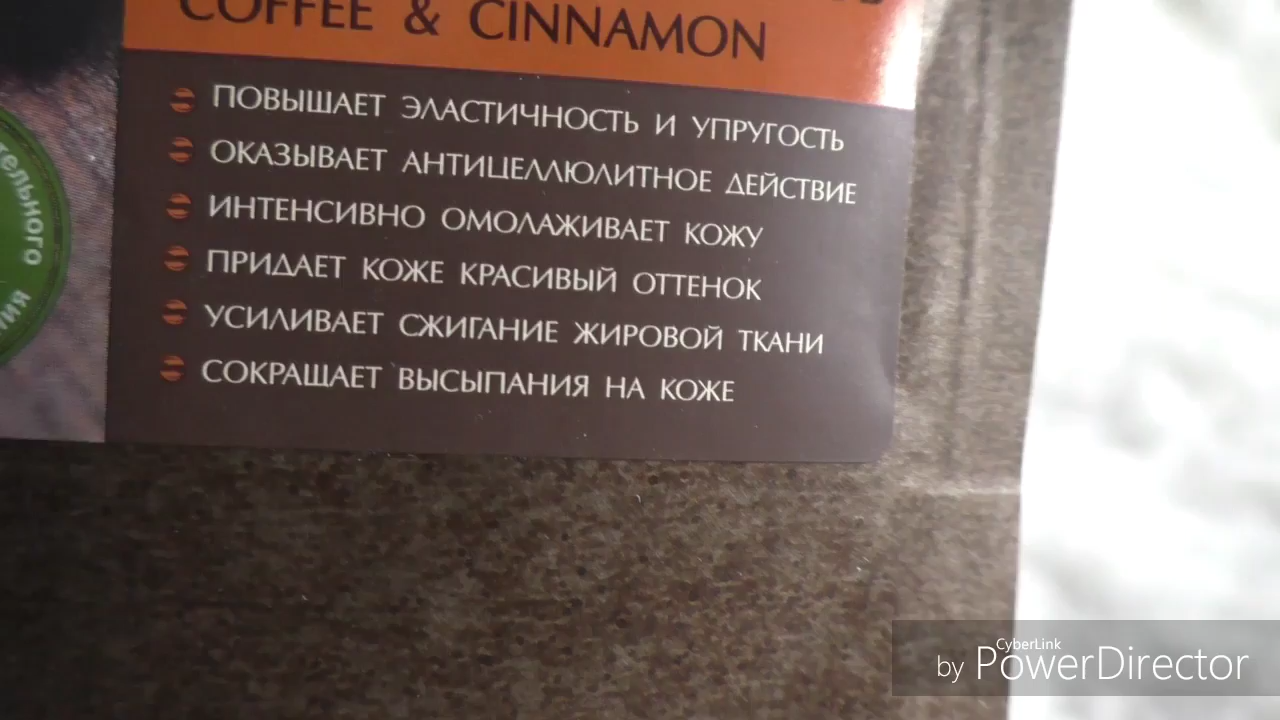 COFFEE & CINNAMON
ПОВЫШАЕТ ЭЛАСТИЧНОСТЬ И УПРУГОСТЬ
ОКАЗЫВАЕТ АНТИЦЕЛЛЮЛИТНОЕ ДЕЙСТВИЕ
ИНТЕНСИВНО ОМОЛАЖИВАЕТ КОЖУ
ПРИДАЕТ КОЖЕ КРАСИВЫЙ ОТТЕНОК
УСИЛИВАЕТ СЖИГАНИЕ ЖИРОВОЙ ТКАНИ
СОКРАЩАЕТ ВЫСЫПАНИЯ НА КОЖЕ
тельного
CyberLink
by PowerDirector